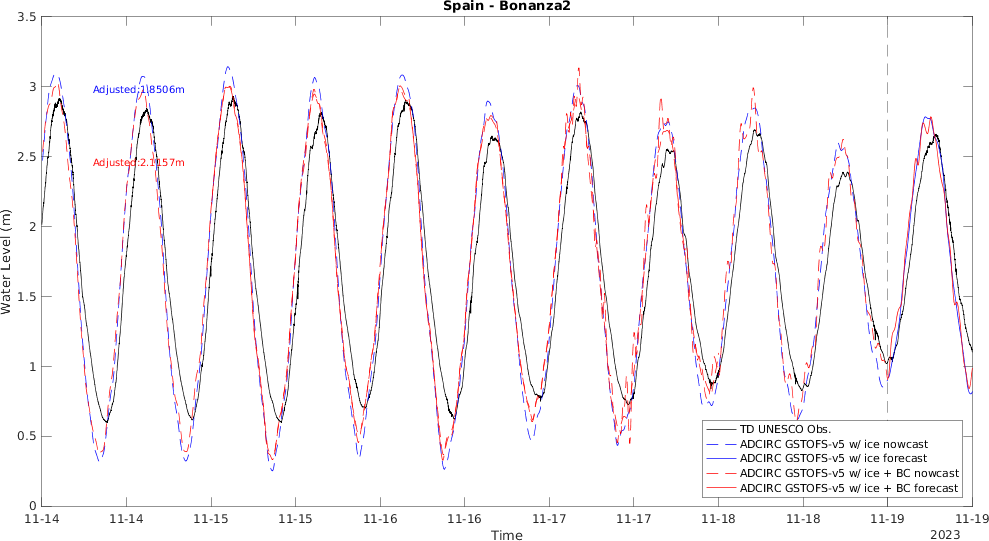 Spain - Bonanza2
3.5
3
2.5
2
1.5
1
0.5
0
Water Level (m)
Adjusted:1.8506m
Adjusted:2.1157m
TD UNESCO Obs.
ADCIRC GSTOFS-v5 w/ ice nowcast
ADCIRC GSTOFS-v5 w/ ice forecast
ADCIRC GSTOFS-v5 w/ ice + BC nowcast
ADCIRC GSTOFS-v5 w/ ice + BC forecast
11-14 11-14 11-15 11-15 11-16 11-16 11-17 11-17 11-18 11-18 11-19 11-19
Time
2023